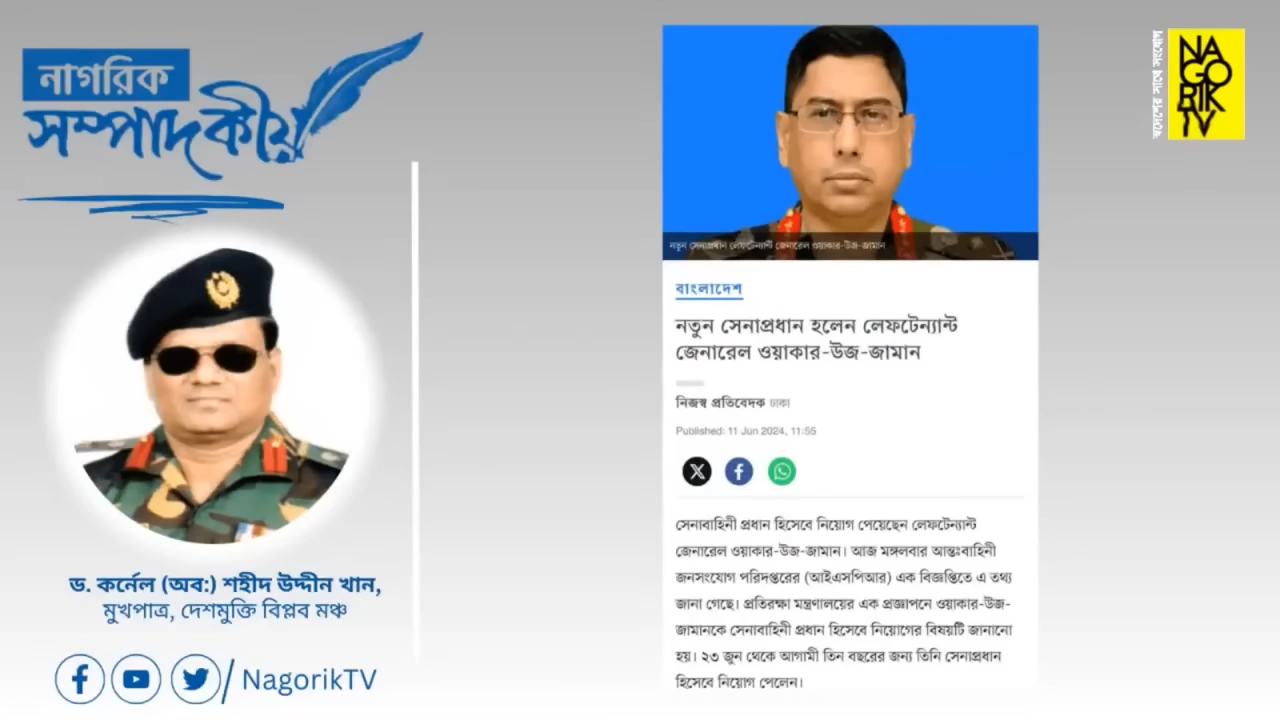 নাগরিক
সম্পাদকীয়
ড. কর্নেল (অব:) শহীদ উদ্দীন খান,
মুখপাত্র, দেশমুক্তি বিপ্লব মঞ্চ
NagorikTV
নতুন সেনাপ্রধান লেফটেন্যান্ট জেনারেল ওয়াকার-উজ-জামান
বাংলাদেশ
নতুন সেনাপ্রধান হলেন লেফটেন্যান্ট
জেনারেল ওয়াকার-উজ-জামান
নিজস্ব প্রতিবেদক ঢাকা
Published: 11 Jun 2024, 11:55
সেনাবাহিনী প্রধান হিসেবে নিয়োগ পেয়েছেন লেফটেন্যান্ট
জেনারেল ওয়াকার-উজ-জামান। আজ মঙ্গলবার আন্তঃবাহিনী
জনসংযোগ পরিদপ্তরের (আইএসপিআর) এক বিজ্ঞপ্তিতে এ তথ্য
জানা গেছে। প্রতিরক্ষা মন্ত্রণালয়ের এক প্রজ্ঞাপনে ওয়াকার-উজ-
জামানকে সেনাবাহিনী প্রধান হিসেবে নিয়োগের বিষয়টি জানানো
হয়। ২৩ জুন থেকে আগামী তিন বছরের জন্য তিনি সেনাপ্রধান
হিসেবে নিয়োগ পেলেন।
NA
GO
RIK
TV